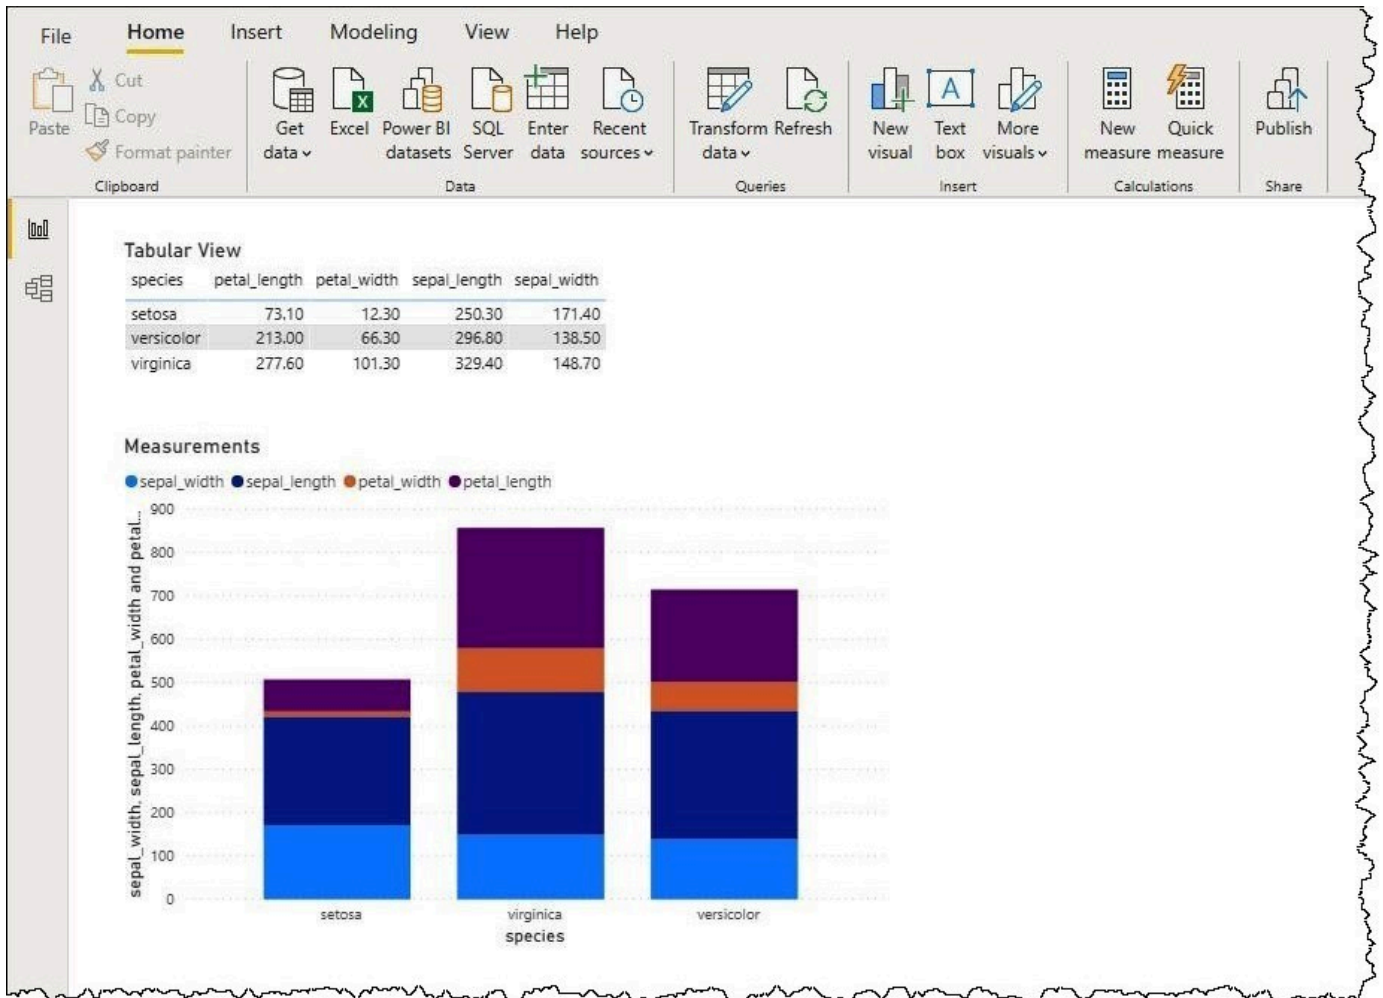 File Home Insert Modeling View Help
Paste
Cut
Copy
Format painter
Clipboard
Get data
Excel
Power BI datasets
SQL Server
Enter data
Recent sources
Data
Transform data
Refresh
Queries
New visual
Text box
More visuals
Insert
New measure
Quick measure
Calculations
Publish
Share
Tabular View
species petal_length petal_width sepal_length sepal_width
setosa 73.10 12.30 250.30 171.40
versicolor 213.00 66.30 296.80 138.50
virginica 277.60 101.30 329.40 148.70
Measurements
sepal_width sepal_length petal_width petal_length
sepal_width, sepal_length, petal_width and petal...
900
800
700
600
500
400
300
200
100
0
setosa virginica versicolor
species